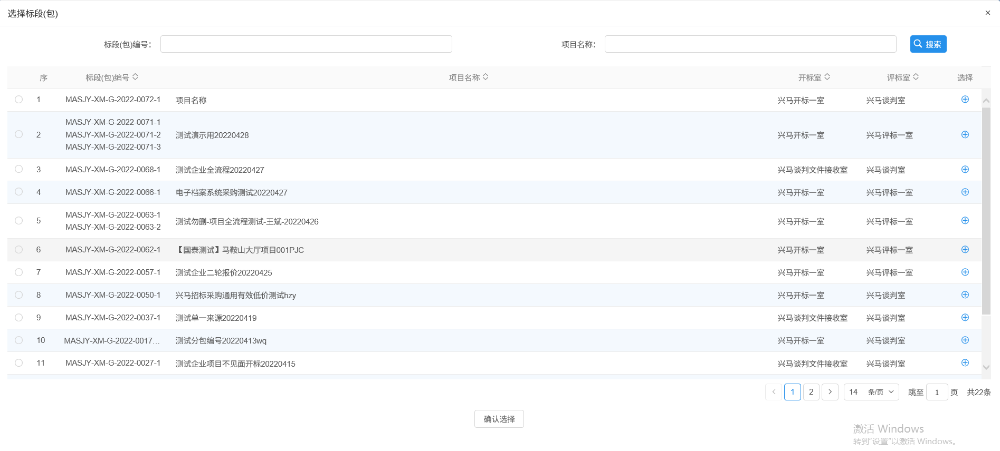 选择标段(包)
标段(包)编号： 项目名称： 搜索
序 标段(包)编号 项目名称 开标室 评标室 选择
1 MASJY-XM-G-2022-0072-1 项目名称 兴马开标一室 兴马谈判室
MASJY-XM-G-2022-0071-1
2 MASJY-XM-G-2022-0071-2 测试演示用20220428 兴马开标一室 兴马评标一室
MASJY-XM-G-2022-0071-3
3 MASJY-XM-G-2022-0068-1 测试企业全流程20220427 兴马谈判文件接收室 兴马谈判室
4 MASJY-XM-G-2022-0066-1 电子档案系统采购测试20220427 兴马开标一室 兴马评标一室
MASJY-XM-G-2022-0063-1
5 MASJY-XM-G-2022-0063-2 测试勿删-项目全流程测试-王斌-20220426 兴马开标一室 兴马评标一室
6 MASJY-XM-G-2022-0062-1 【国泰测试】马鞍山大厅项目001PJC 兴马开标一室 兴马评标一室
7 MASJY-XM-G-2022-0057-1 测试企业二轮报价20220425 兴马开标一室 兴马评标一室
8 MASJY-XM-G-2022-0050-1 兴马招标采购通用有效低价测试hzy 兴马开标一室 兴马谈判室
9 MASJY-XM-G-2022-0037-1 测试单一来源20220419 兴马谈判文件接收室 兴马谈判室
10 MASJY-XM-G-2022-0017... 测试分包编号20220413wq 兴马开标一室 兴马谈判室
11 MASJY-XM-G-2022-0027-1 测试企业项目不见面开标20220415 兴马谈判文件接收室 兴马谈判室
1 2 14 条/页 跳至 1 页 共22条
确认选择
激活 Windows
转到"设置"以激活 Windows。